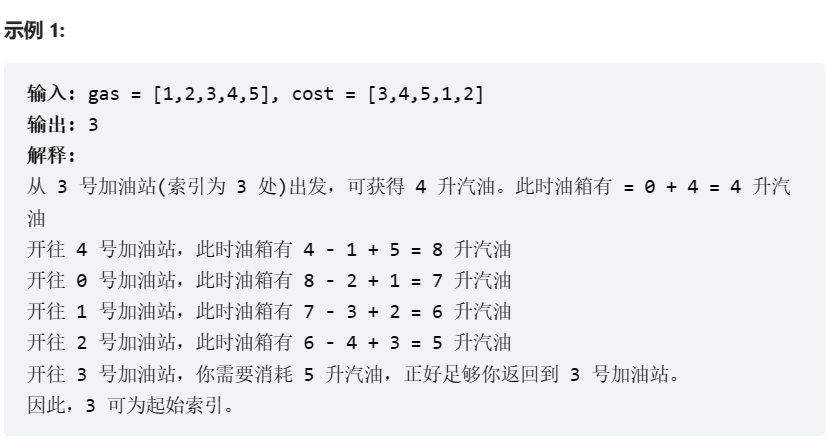 示例 1:
输入: gas = [1,2,3,4,5], cost = [3,4,5,1,2]
输出: 3
解释:
从 3 号加油站(索引为 3 处)出发，可获得 4 升汽油。此时油箱有 = 0 + 4 = 4 升汽
油
开往 4 号加油站，此时油箱有 4 - 1 + 5 = 8 升汽油
开往 0 号加油站，此时油箱有 8 - 2 + 1 = 7 升汽油
开往 1 号加油站，此时油箱有 7 - 3 + 2 = 6 升汽油
开往 2 号加油站，此时油箱有 6 - 4 + 3 = 5 升汽油
开往 3 号加油站，你需要消耗 5 升汽油，正好足够你返回到 3 号加油站。
因此，3 可为起始索引。